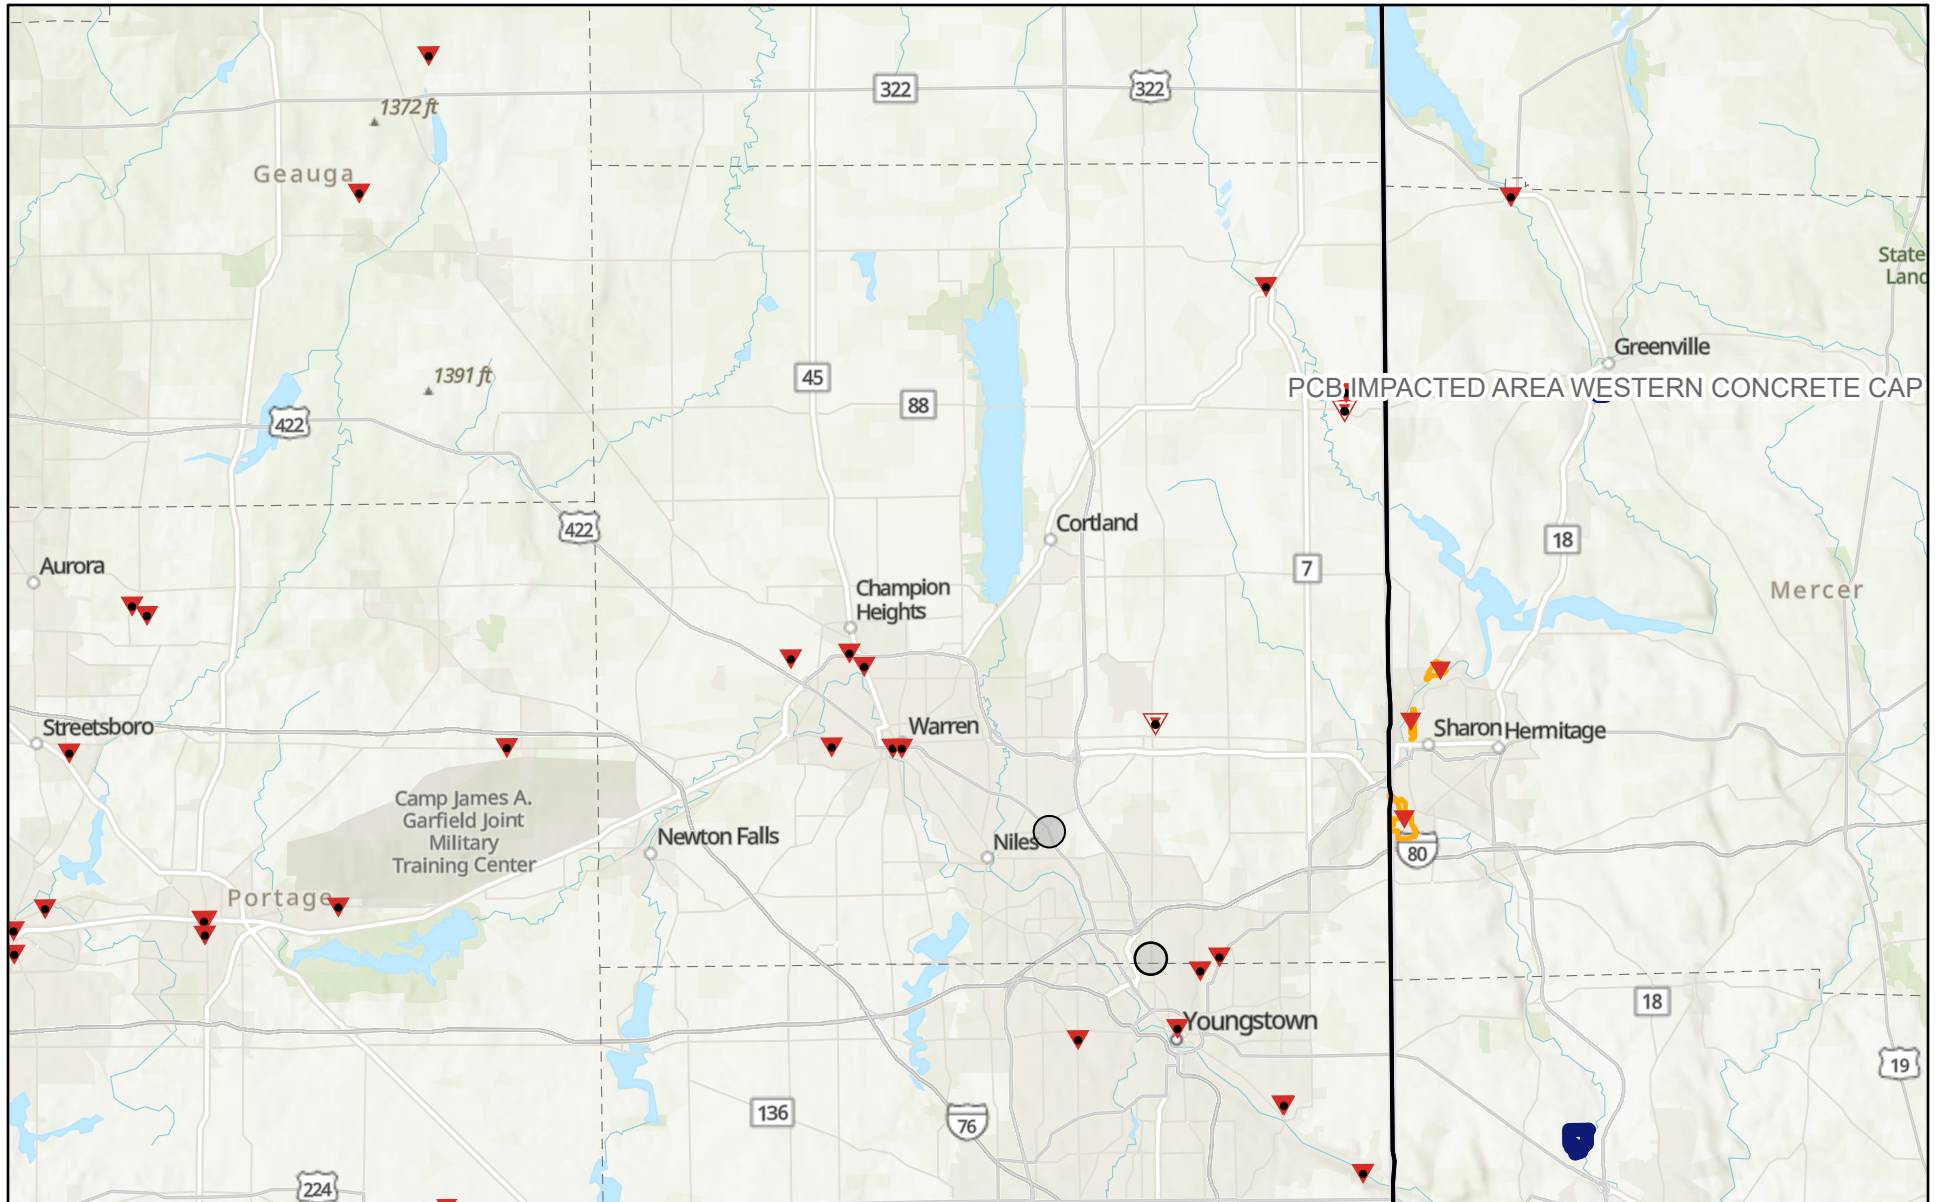 1372 ft
322
322
Geauga
State
Land
Greenville
1391 ft
45
PCB IMPACTED AREA WESTERN CONCRETE CAP
88
422
422
Cortland
18
Aurora
7
Champion
Heights
Mercer
Streetsboro
Warren
Sharon
Hermitage
Camp James A.
Garfield Joint
Military
Training Center
Newton Falls
Niles
80
Portage
18
Youngstown
19
136
76
224